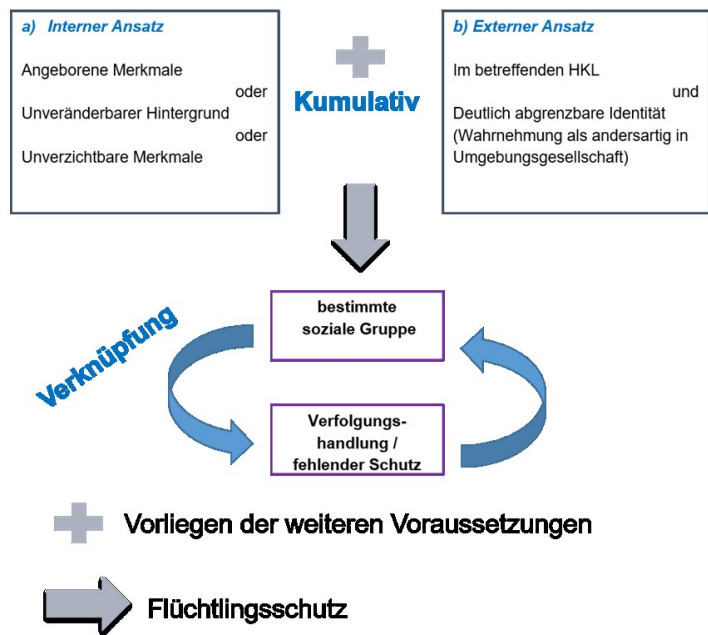 a) Interner Ansatz
Angeborene Merkmale
oder
Unveränderbarer Hintergrund
oder
Unverzichtbare Merkmale
Kumulativ
b) Externer Ansatz
Im betreffenden HKL
und
Deutlich abgrenzbare Identität
(Wahrnehmung als andersartig in
Umgebungsgesellschaft)
Verknüpfung
bestimmte
soziale Gruppe
Verfolgungs-
handlung /
fehlender Schutz
Vorliegen der weiteren Voraussetzungen
Flüchtlingsschutz